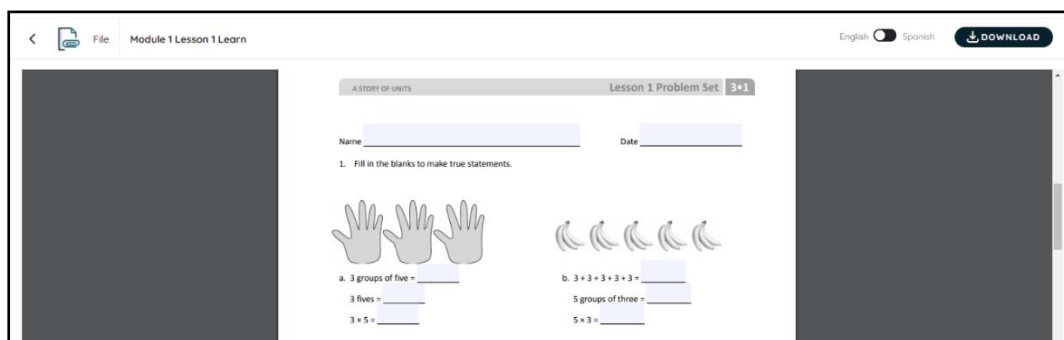 File Module 1 Lesson 1 Learn English Spanish DOWNLOAD
A STORY OF UNITS Lesson 1 Problem Set 3•1
Name Date
1. Fill in the blanks to make true statements.
a. 3 groups of five = b. 3 + 3 + 3 + 3 + 3 =
3 fives = 5 groups of three =
3 × 5 = 5 × 3 =